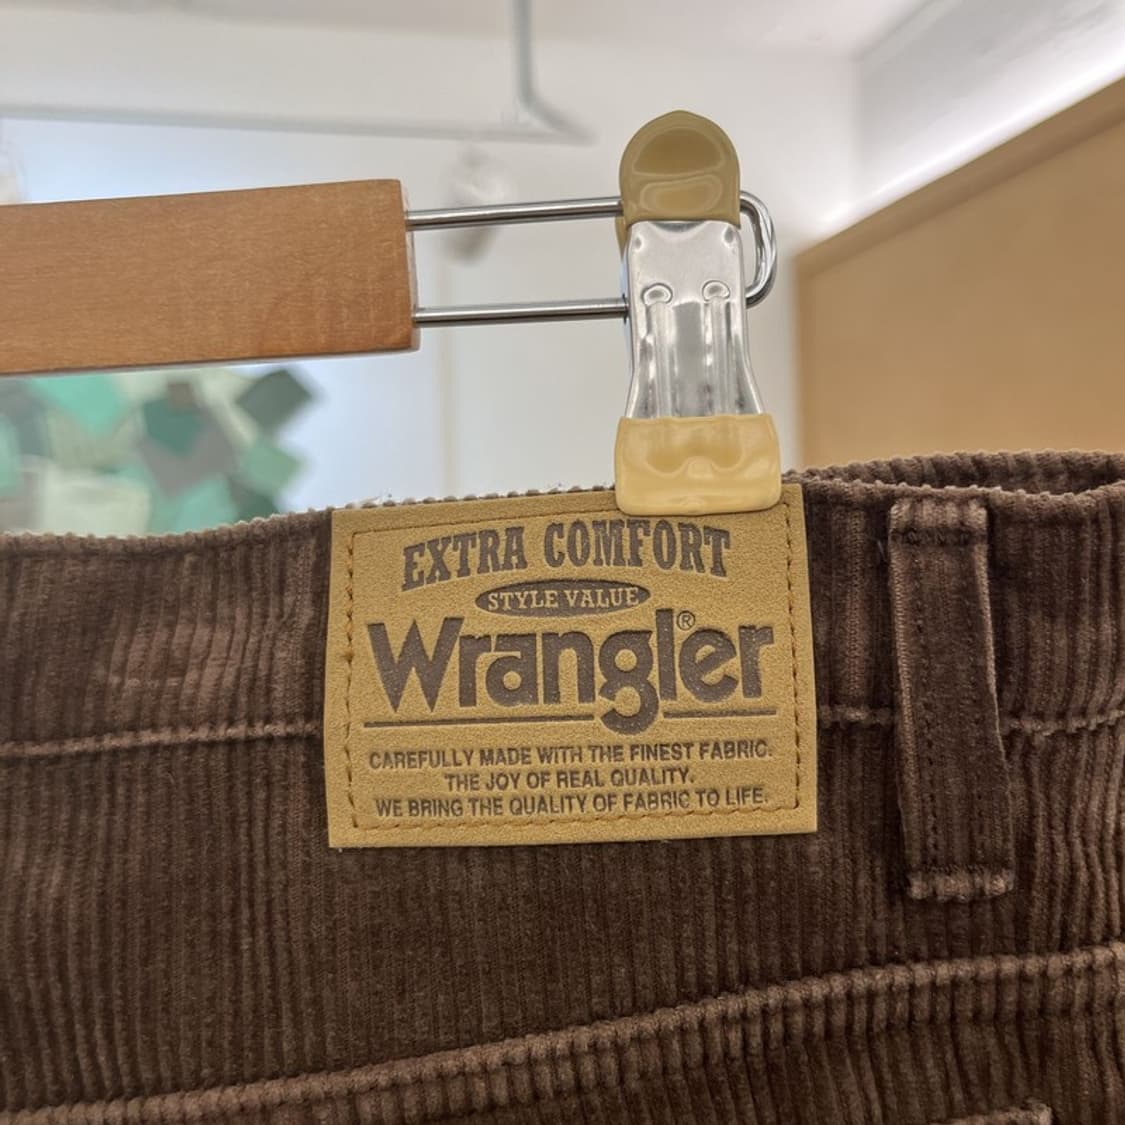 EXTRA COMFORT
STYLE VALUE
Wrangler®
CAREFULLY MADE WITH THE FINEST FABRIC.
THE JOY OF REAL QUALITY.
WE BRING THE QUALITY OF FABRIC TO LIFE.